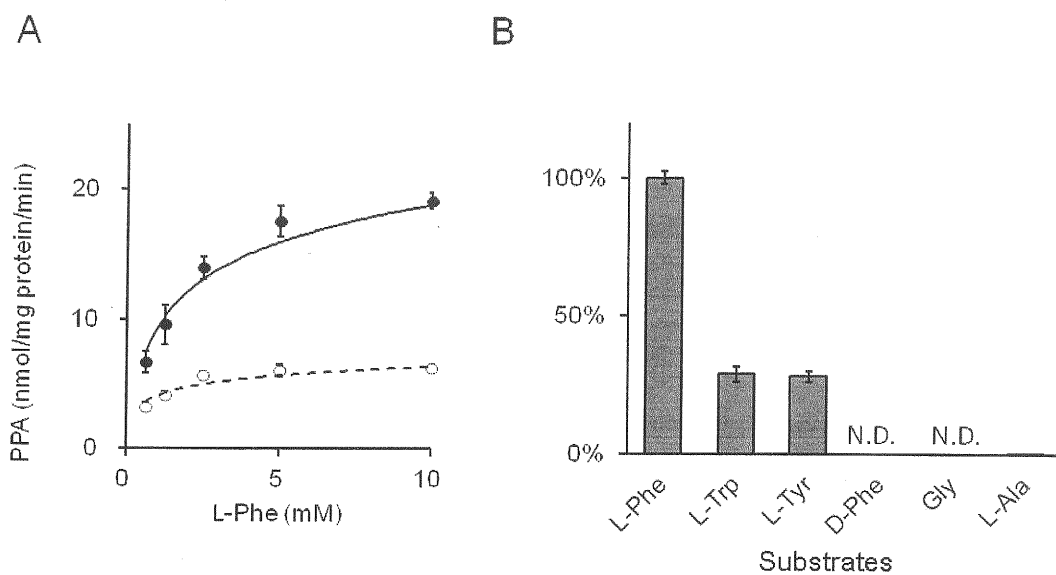 A
B
PPA (nmol/mg protein/min)
20
10
0
0
5
10
L-Phe (mM)
100%
50%
0%
N.D.
N.D.
L-Phe
L-Trp
L-Tyr
D-Phe
Gly
L-Ala
Substrates